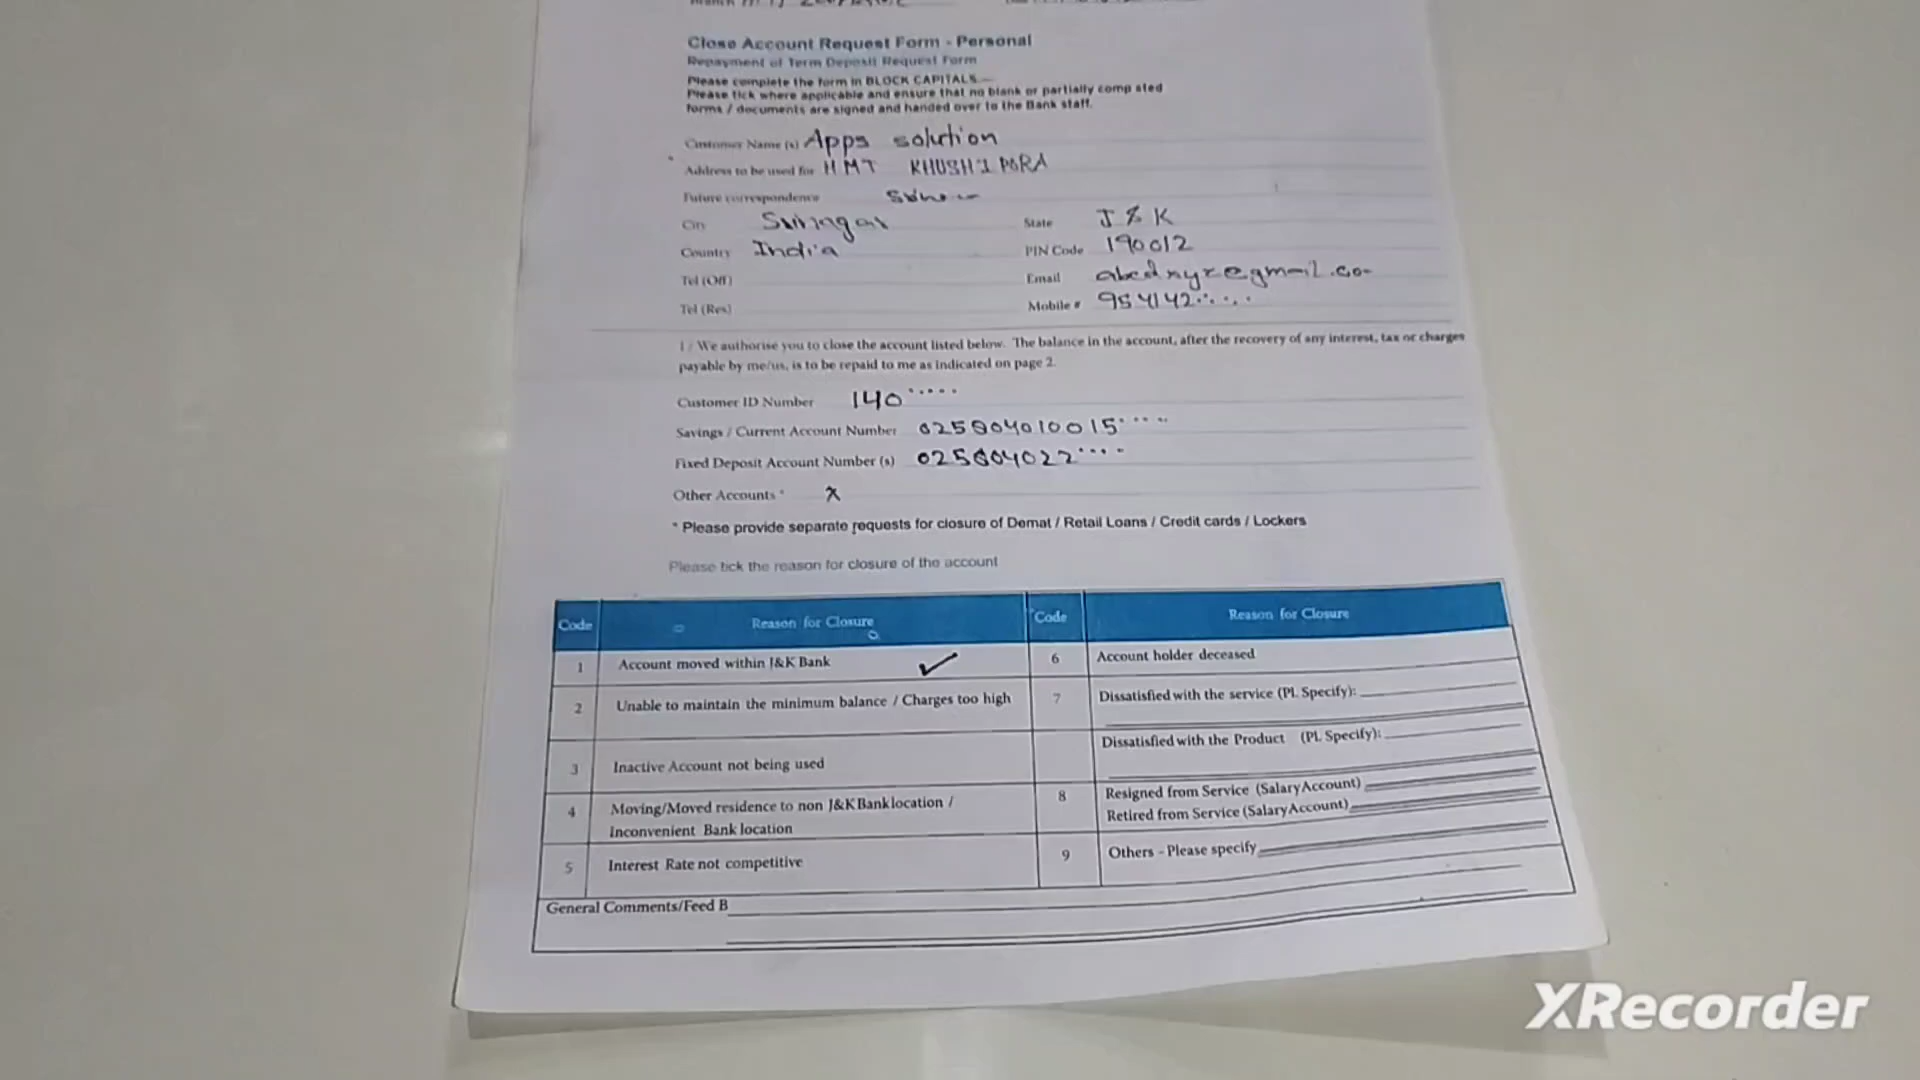 Close Account Request Form - Personal
Repayment of Term Deposit Request Form
Please complete the form in BLOCK CAPITALS.
Please tick where applicable and ensure that no blank or partially comp ated
forms / documents are signed and handed over to the Bank staff.
Customer Name (s) Apps solution
Address to be used for HMT KHUSHI PORA
Future correspondence
City Srinagar State J & K
Country India PIN Code 190012
Tel (Off) Email
Tel (Res) Mobile # 954142.....
I / We authorise you to close the account listed below. The balance in the account, after the recovery of any interest, tax or charges
payable by me/us, is to be repaid to me as indicated on page 2.
Customer ID Number 140.....
Savings / Current Account Number
Fixed Deposit Account Number (s)
Other Accounts * x
* Please provide separate requests for closure of Demat / Retail Loans / Credit cards / Lockers
Please tick the reason for closure of the account
Code Reason for Closure Code Reason for Closure
1 Account moved within J&K Bank ✓ 6 Account holder deceased
2 Unable to maintain the minimum balance / Charges too high 7 Dissatisfied with the service (Pl. Specify):
Dissatisfied with the Product (Pl. Specify):
3 Inactive Account not being used
4 Moving/Moved residence to non J&K Bank location / 8 Resigned from Service (Salary Account)
Inconvenient Bank location Retired from Service (Salary Account)
5 Interest Rate not competitive 9 Others - Please specify
General Comments/Feed B
XRecorder